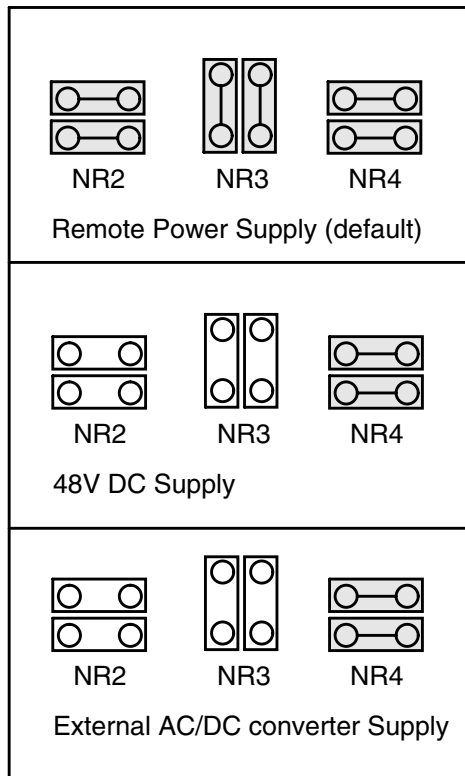 NR2 NR3 NR4
Remote Power Supply (default)
NR2 NR3 NR4
48V DC Supply
NR2 NR3 NR4
External AC/DC converter Supply